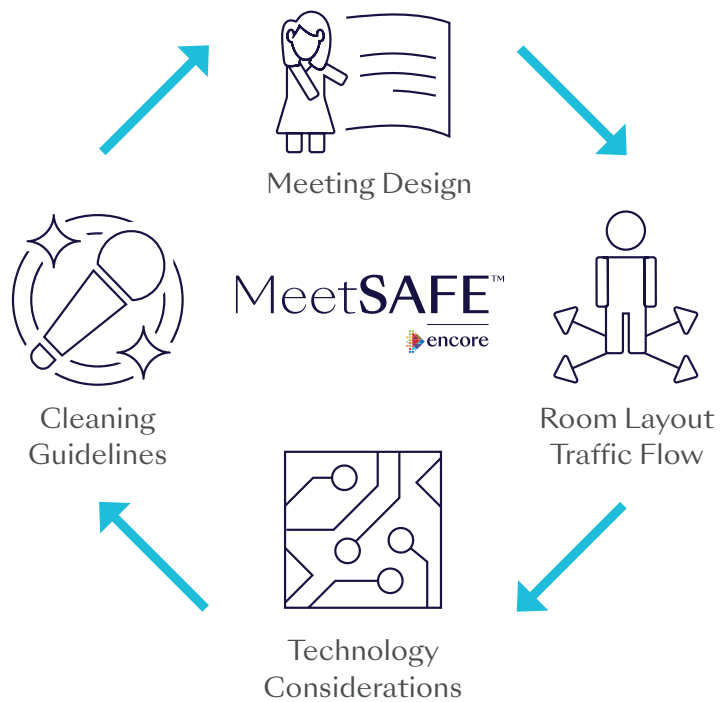 Meeting Design
MeetSAFE™
encore
Cleaning
Guidelines
Room Layout
Traffic Flow
Technology
Considerations